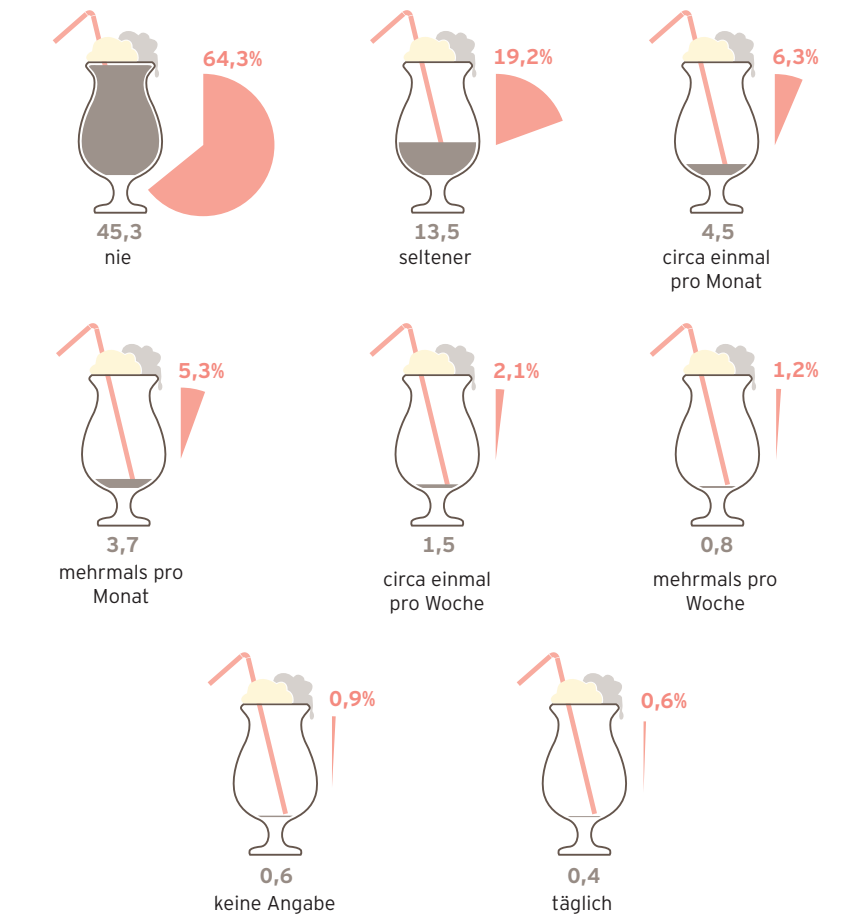 64,3%
45,3
nie
19,2%
13,5
seltener
6,3%
4,5
circa einmal
pro Monat
5,3%
3,7
mehrmals pro
Monat
2,1%
1,5
circa einmal
pro Woche
1,2%
0,8
mehrmals pro
Woche
0,9%
0,6
keine Angabe
0,6%
0,4
täglich